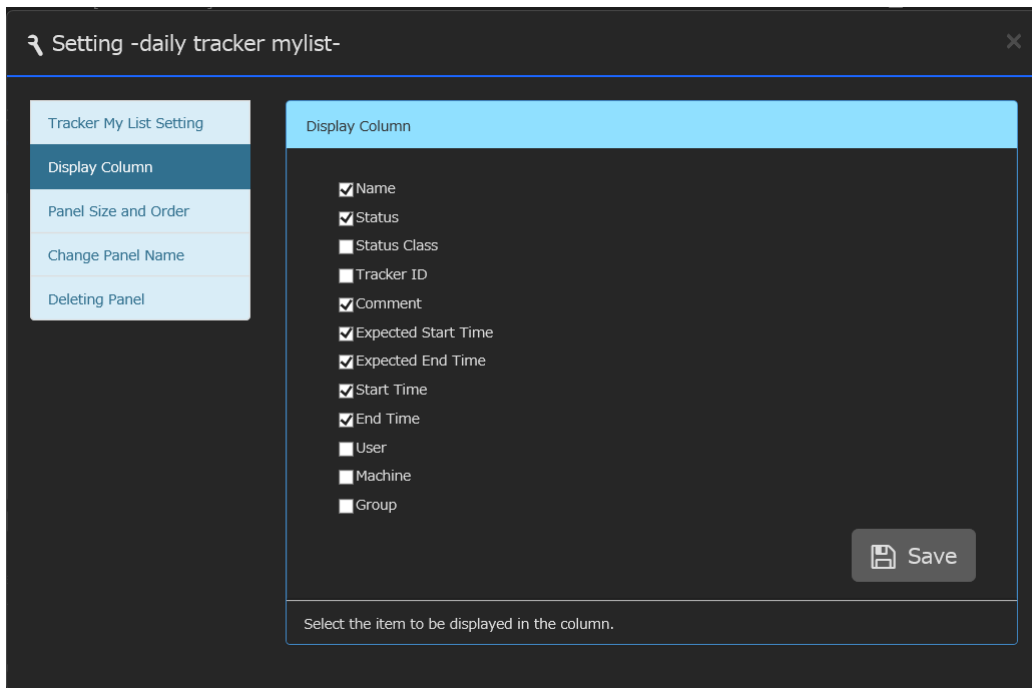 Setting -daily tracker mylist-
Tracker My List Setting
Display Column
Panel Size and Order
Change Panel Name
Deleting Panel
Display Column
Name
Status
Status Class
Tracker ID
Comment
Expected Start Time
Expected End Time
Start Time
End Time
User
Machine
Group
Save
Select the item to be displayed in the column.